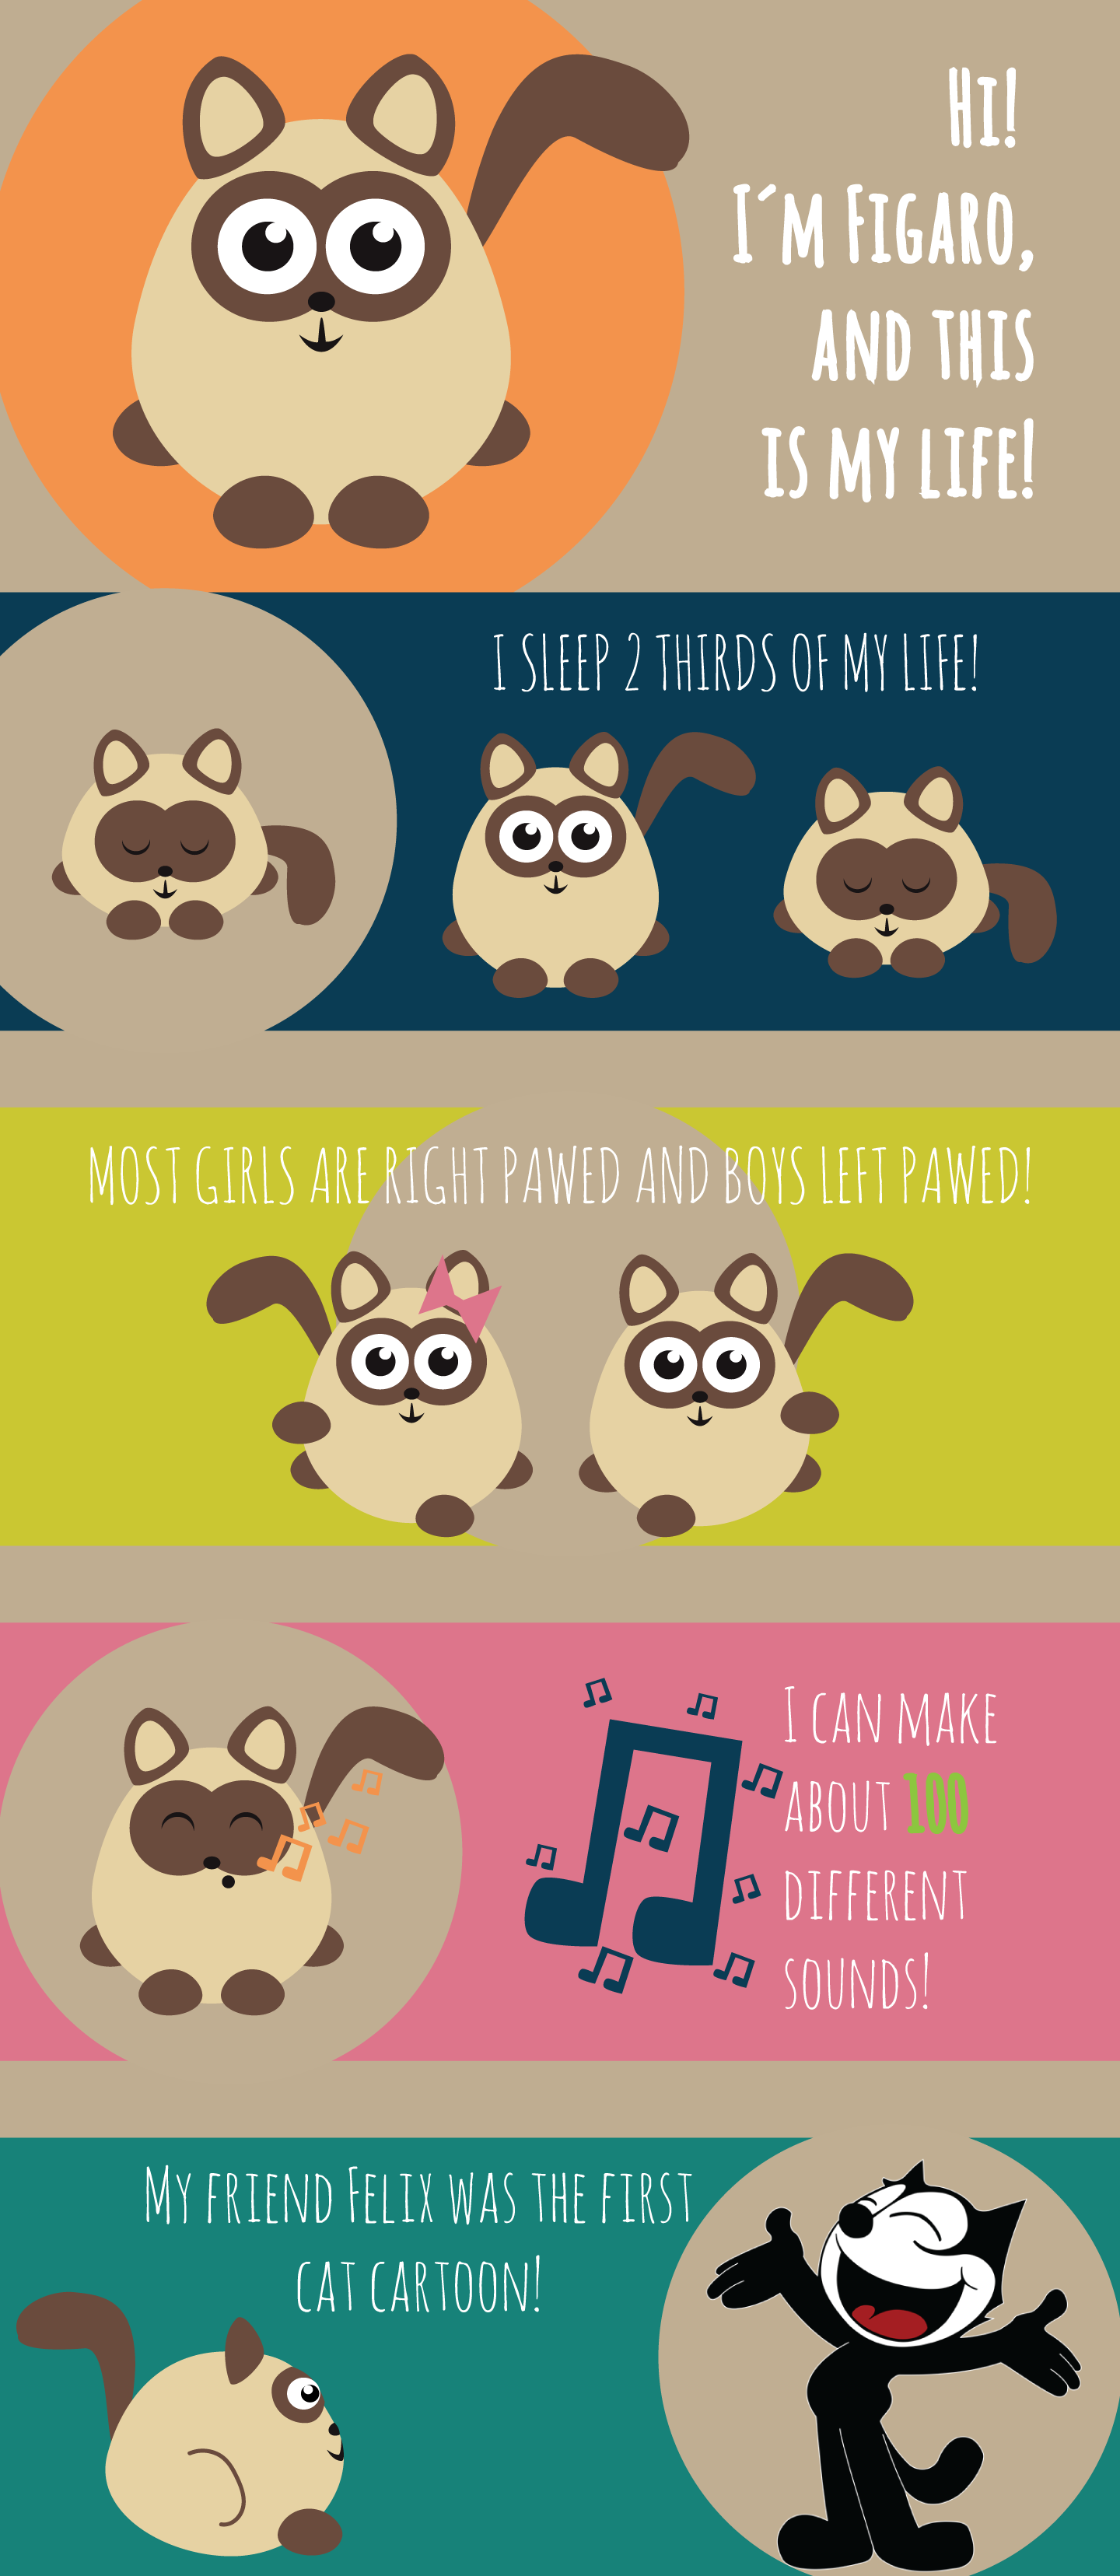 Hi!
I´m Figaro,
and this
is my life!
I sleep 2 thirds of my life!
Most girls are right pawed and boys left pawed!
I can make
about 100
different
sounds!
My friend Felix was the first
cat cartoon!